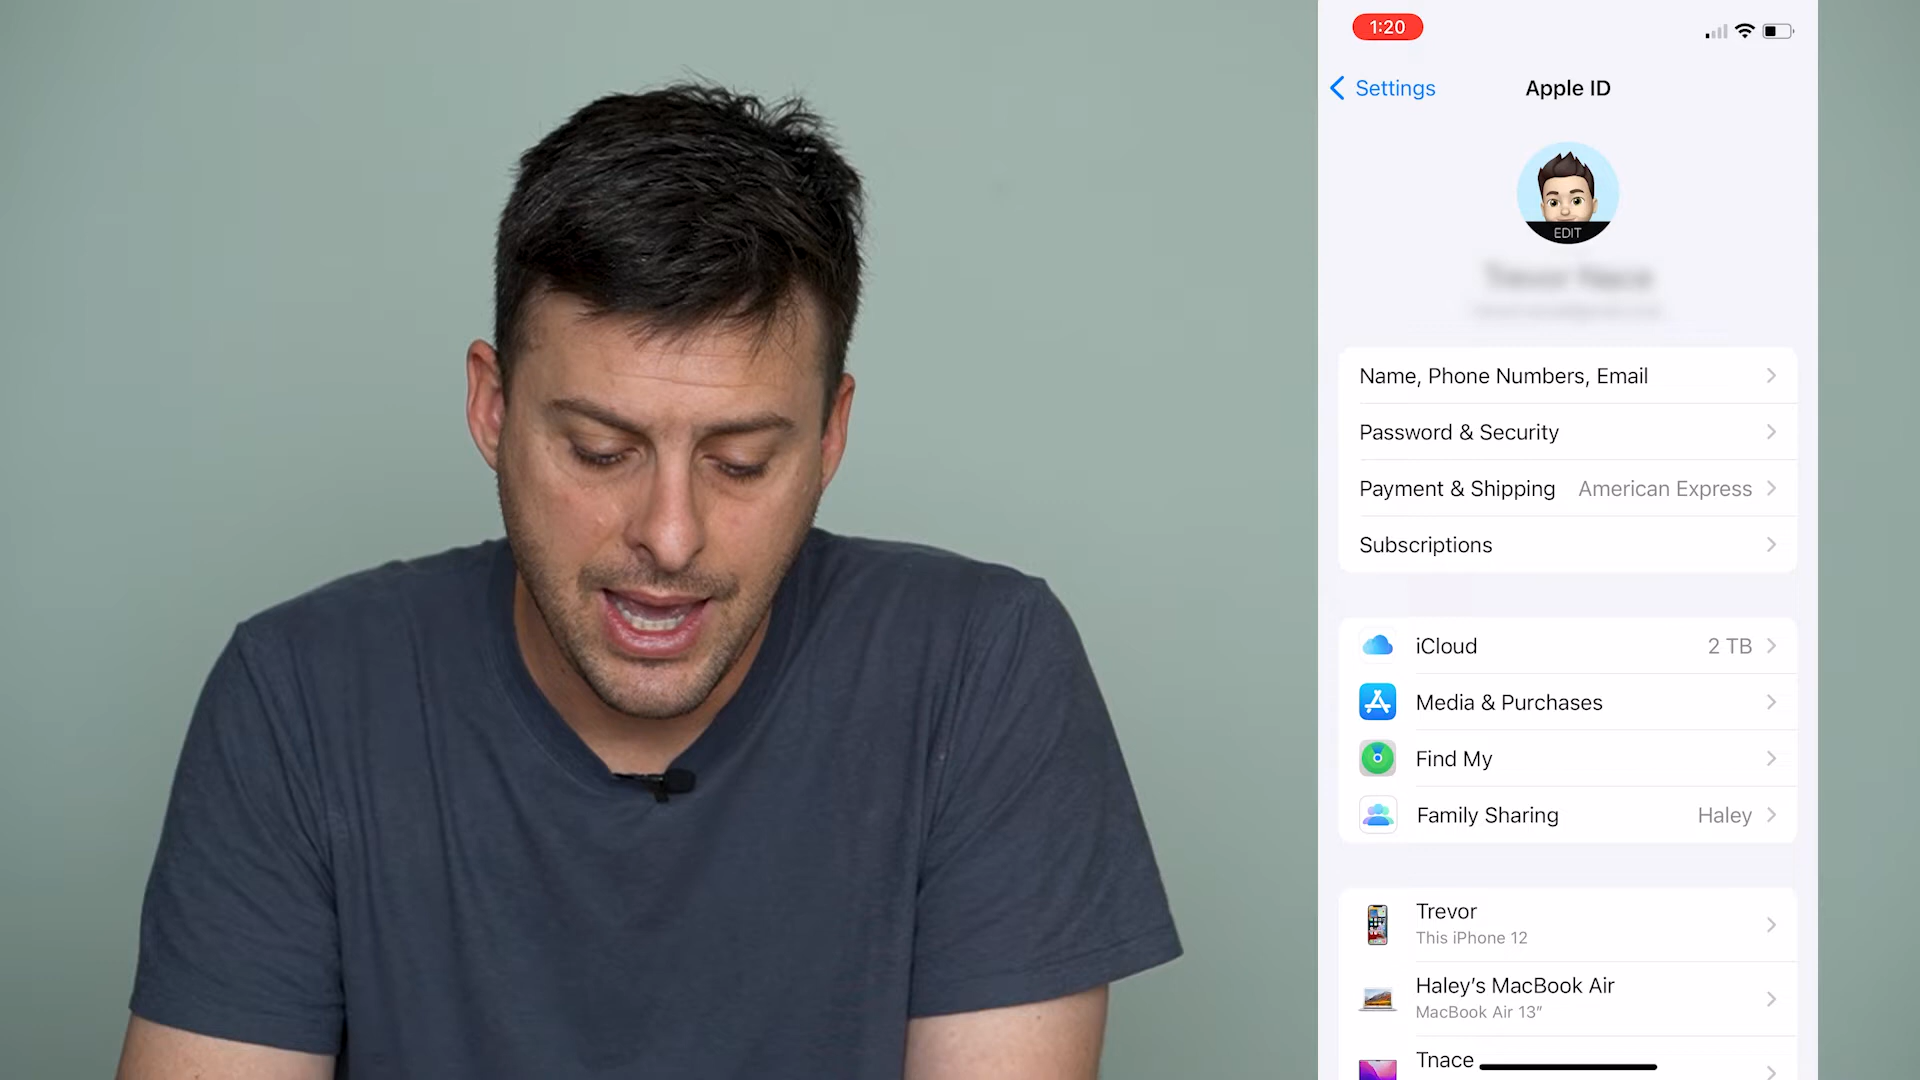 1:20
Settings
Apple ID
EDIT
Name, Phone Numbers, Email
Password & Security
Payment & Shipping American Express
Subscriptions
iCloud 2 TB
Media & Purchases
Find My
Family Sharing Haley
Trevor
This iPhone 12
Haley’s MacBook Air
MacBook Air 13”
Tnace